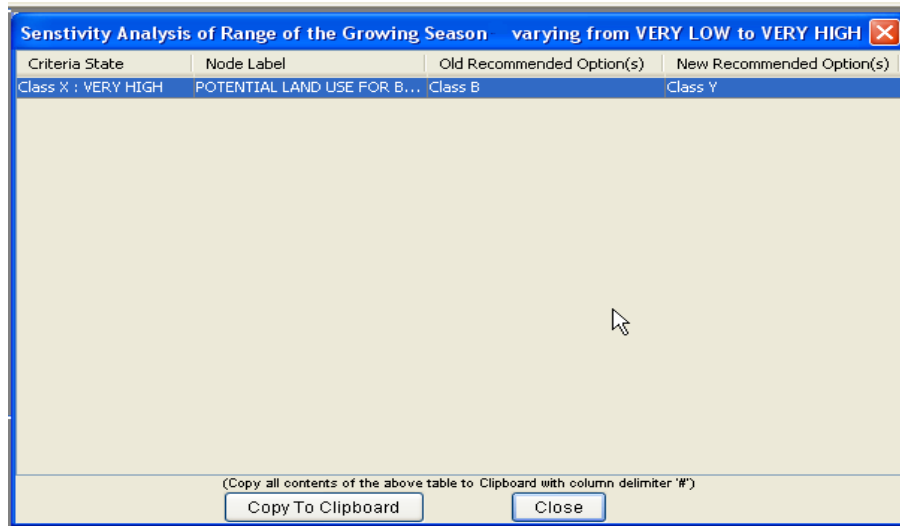 Senstivity Analysis of Range of the Growing Season varying from VERY LOW to VERY HIGH
Criteria State Node Label Old Recommended Option(s) New Recommended Option(s)
Class X : VERY HIGH POTENTIAL LAND USE FOR B... Class B Class Y
(Copy all contents of the above table to Clipboard with column delimiter '#')
Copy To Clipboard Close